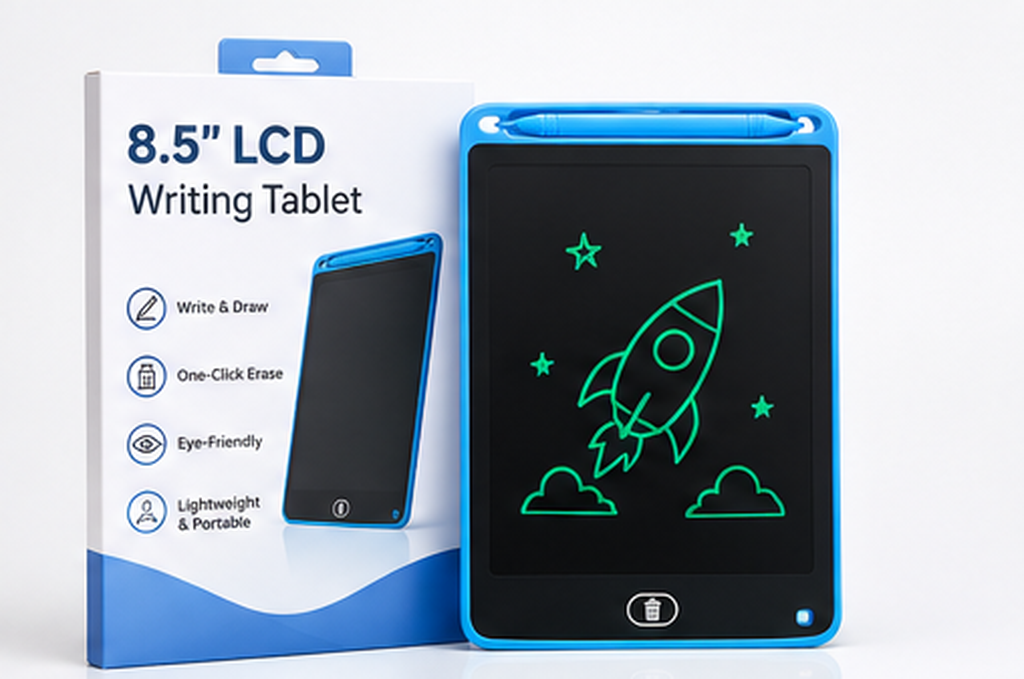 8.5” LCD
Writing Tablet
Write & Draw
One-Click Erase
Eye-Friendly
Lightweight
& Portable